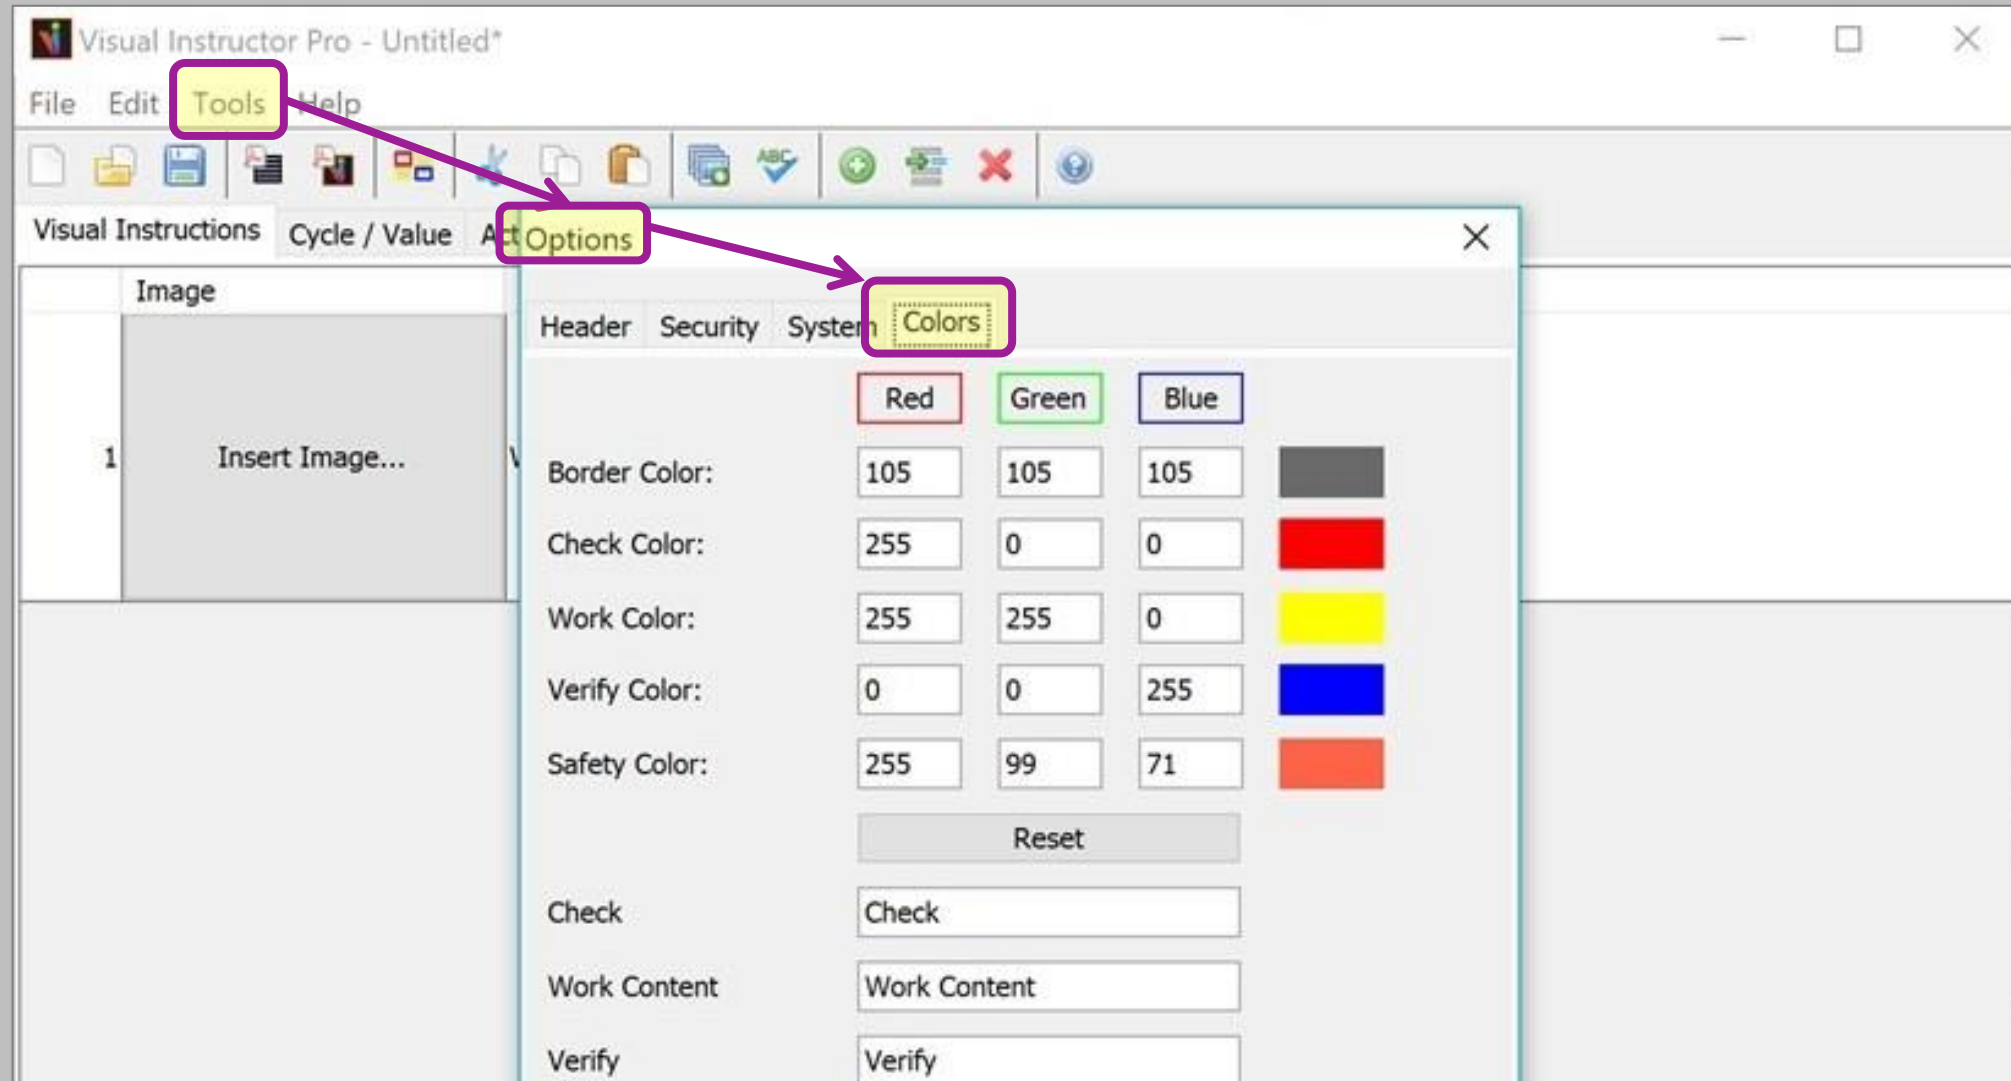 Visual Instructor Pro - Untitled*
File Edit Tools Help
ABC
Visual Instructions Cycle / Value Act
Options
Image
Header Security System Colors
Red Green Blue
1 Insert Image...
Border Color: 105 105 105
Check Color: 255 0 0
Work Color: 255 255 0
Verify Color: 0 0 255
Safety Color: 255 99 71
Reset
Check Check
Work Content Work Content
Verify Verify